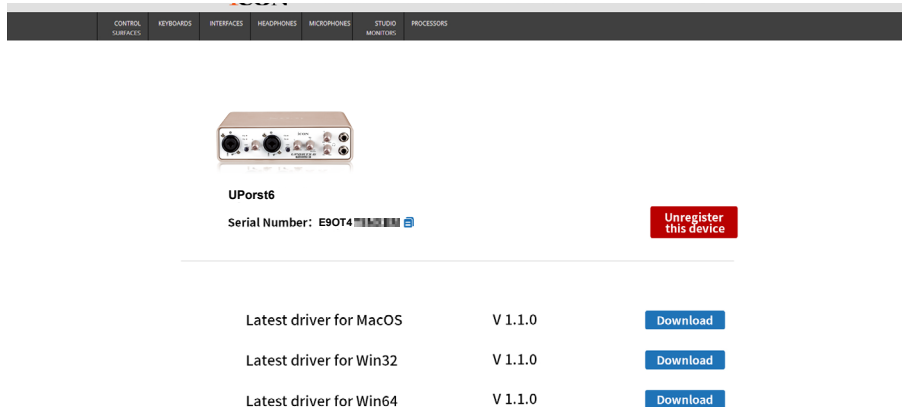 CONTROL SURFACES
KEYBOARDS
INTERFACES
HEADPHONES
MICROPHONES
STUDIO MONITORS
PROCESSORS
UPorst6
Serial Number: E9OT4
Unregister
this device
Latest driver for MacOS V 1.1.0 Download
Latest driver for Win32 V 1.1.0 Download
Latest driver for Win64 V 1.1.0 Download